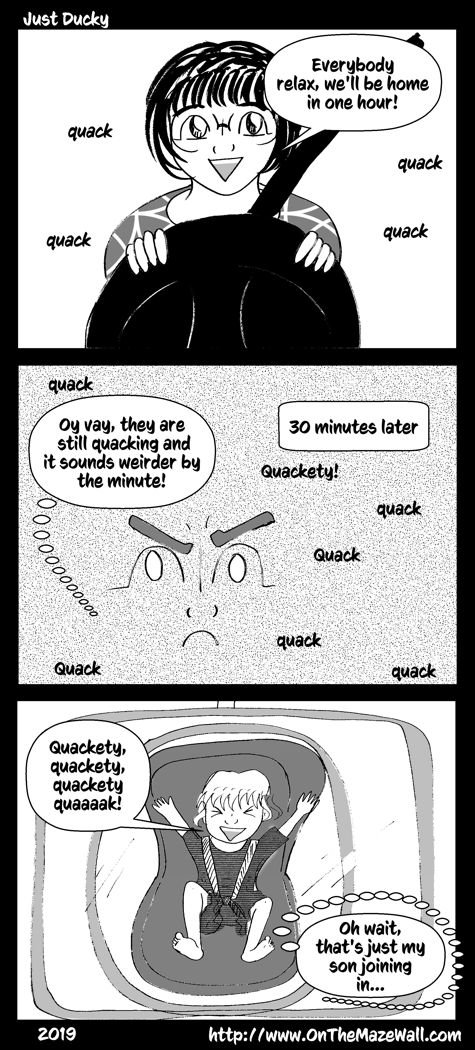 Just Ducky
Everybody
relax, we'll be home
in one hour!
quack
quack
quack
quack
quack
Oy vay, they are
still quacking and
it sounds weirder by
the minute!
30 minutes later
Quackety!
quack
Quack
quack
Quack
quack
Quackety,
quackety,
quackety
quaaaak!
Oh wait,
that's just my
son joining
in...
2019
http://www.OnTheMazeWall.com